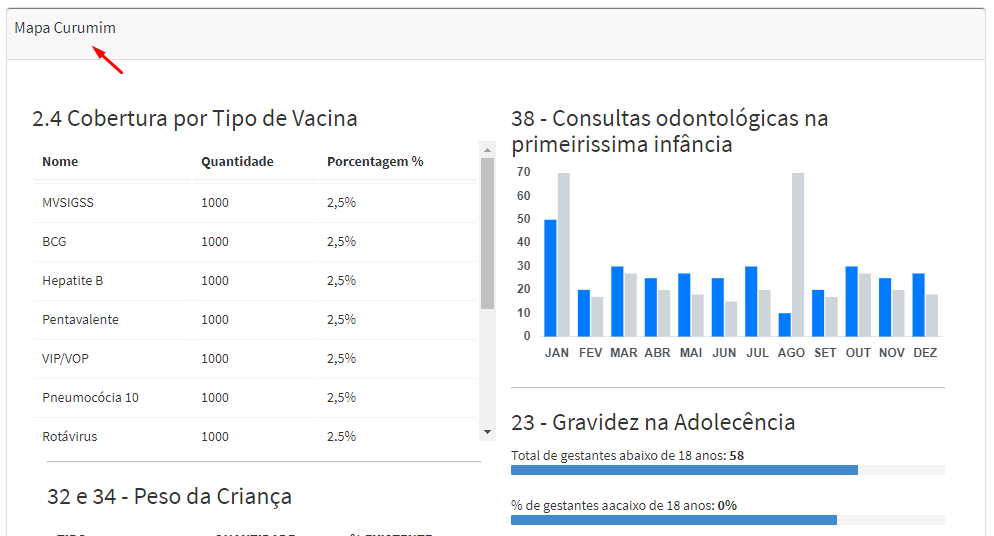 Mapa Curumim
2.4 Cobertura por Tipo de Vacina
Nome Quantidade Porcentagem %
MVSIGSS 1000 2,5%
BCG 1000 2,5%
Hepatite B 1000 2,5%
Pentavalente 1000 2,5%
VIP/VOP 1000 2,5%
Pneumocócia 10 1000 2,5%
Rotávirus 1000 2.5%
32 e 34 - Peso da Criança
TIPO QUANTIDADE % EXISTENTE
38 - Consultas odontológicas na
primeirissima infância
70
60
50
40
30
20
10
0
JAN FEV MAR ABR MAI JUN JUL AGO SET OUT NOV DEZ
23 - Gravidez na Adolecência
Total de gestantes abaixo de 18 anos: 58
% de gestantes aacaixo de 18 anos: 0%